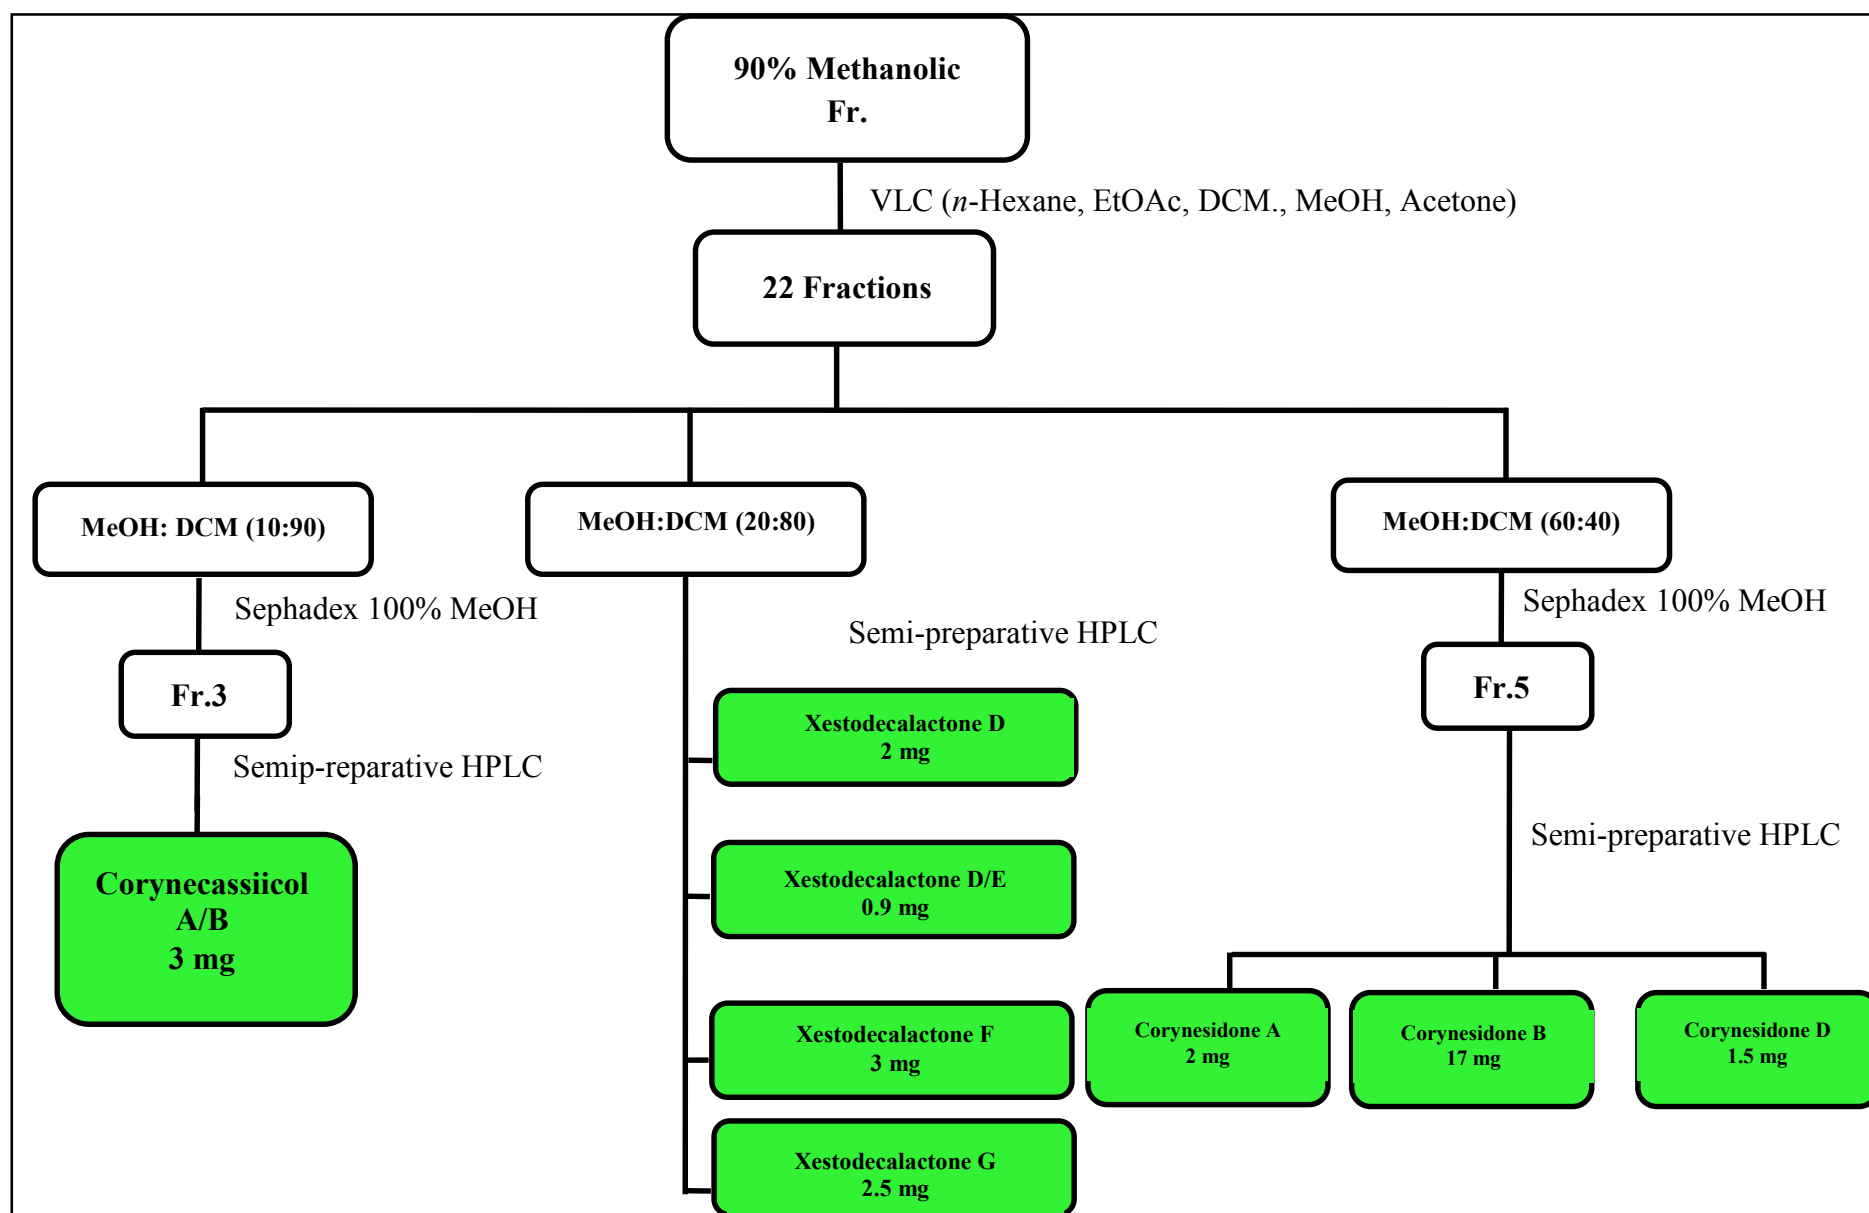 90% Methanolic
Fr.
VLC (n-Hexane, EtOAc, DCM., MeOH, Acetone)
22 Fractions
MeOH: DCM (10:90)
MeOH:DCM (20:80)
MeOH:DCM (60:40)
Sephadex 100% MeOH
Sephadex 100% MeOH
Semi-preparative HPLC
Fr.3
Fr.5
Xestodecalactone D
2 mg
Semip-reparative HPLC
Semi-preparative HPLC
Corynecassiicol
A/B
3 mg
Xestodecalactone D/E
0.9 mg
Xestodecalactone F
3 mg
Corynesidone A
2 mg
Corynesidone B
17 mg
Corynesidone D
1.5 mg
Xestodecalactone G
2.5 mg